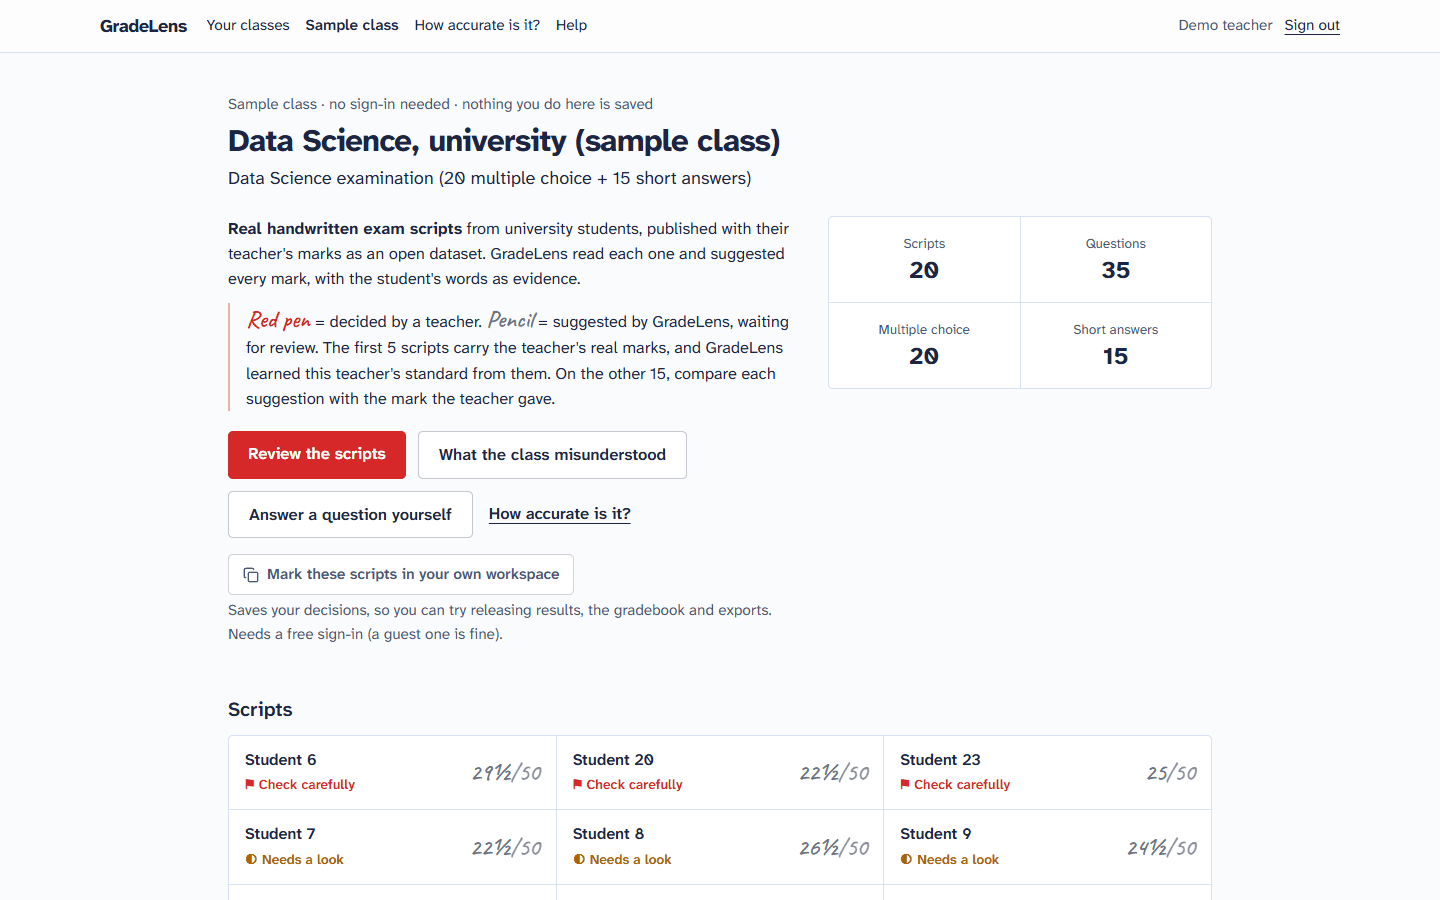 GradeLens Your classes Sample class How accurate is it? Help Demo teacher Sign out
Sample class · no sign-in needed · nothing you do here is saved
Data Science, university (sample class)
Data Science examination (20 multiple choice + 15 short answers)
Real handwritten exam scripts from university students, published with their
teacher's marks as an open dataset. GradeLens read each one and suggested
every mark, with the student's words as evidence.
Red pen = decided by a teacher. Pencil = suggested by GradeLens, waiting
for review. The first 5 scripts carry the teacher's real marks, and GradeLens
learned this teacher's standard from them. On the other 15, compare each
suggestion with the mark the teacher gave.
Scripts Questions
20 35
Multiple choice Short answers
20 15
Review the scripts What the class misunderstood
Answer a question yourself How accurate is it?
Mark these scripts in your own workspace
Saves your decisions, so you can try releasing results, the gradebook and exports.
Needs a free sign-in (a guest one is fine).
Scripts
Student 6 29½/50 Student 20 22½/50 Student 23 25/50
Check carefully Check carefully Check carefully
Student 7 22½/50 Student 8 26½/50 Student 9 24½/50
Needs a look Needs a look Needs a look